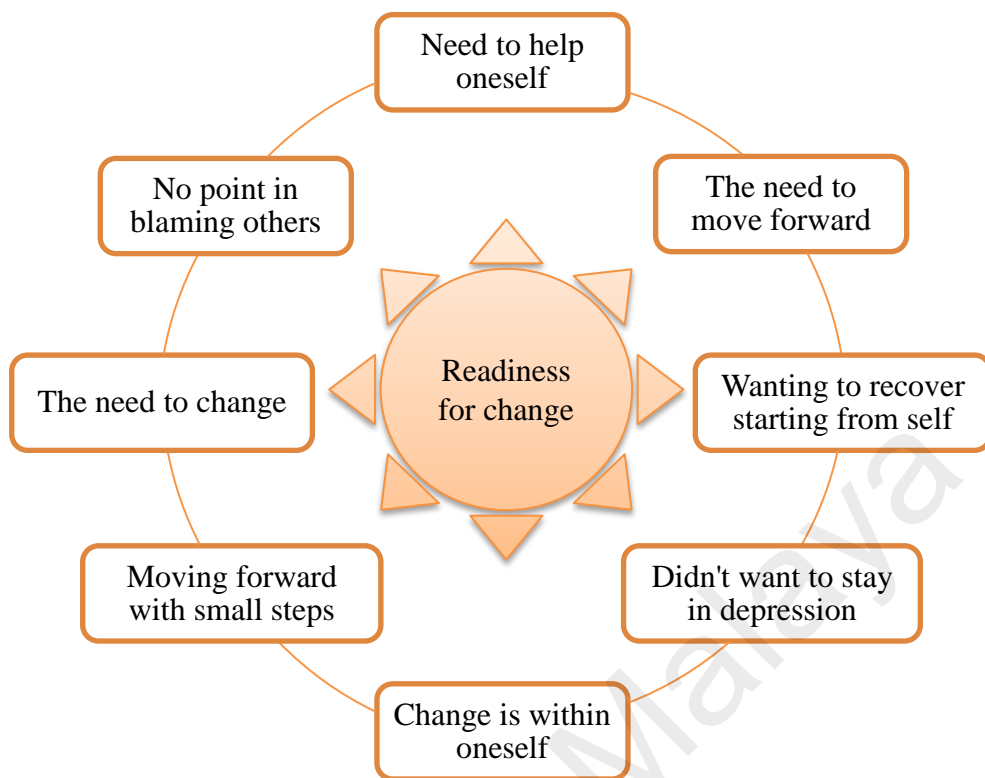 Need to help
oneself
The need to
move forward
Wanting to recover
starting from self
Didn't want to stay
in depression
Change is within
oneself
Moving forward
with small steps
The need to change
No point in
blaming others
Readiness
for change
Malaya